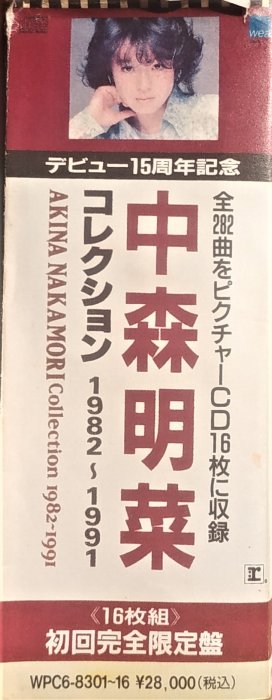 wea
デビュー15周年記念
全282曲をピクチャーCD16枚に収録
中森明菜
コレクション 1982~1991
AKINA NAKAMORI Collection 1982~1991
r.
《16枚組》
初回完全限定盤
WPC6-8301~16 ¥28,000(税込)